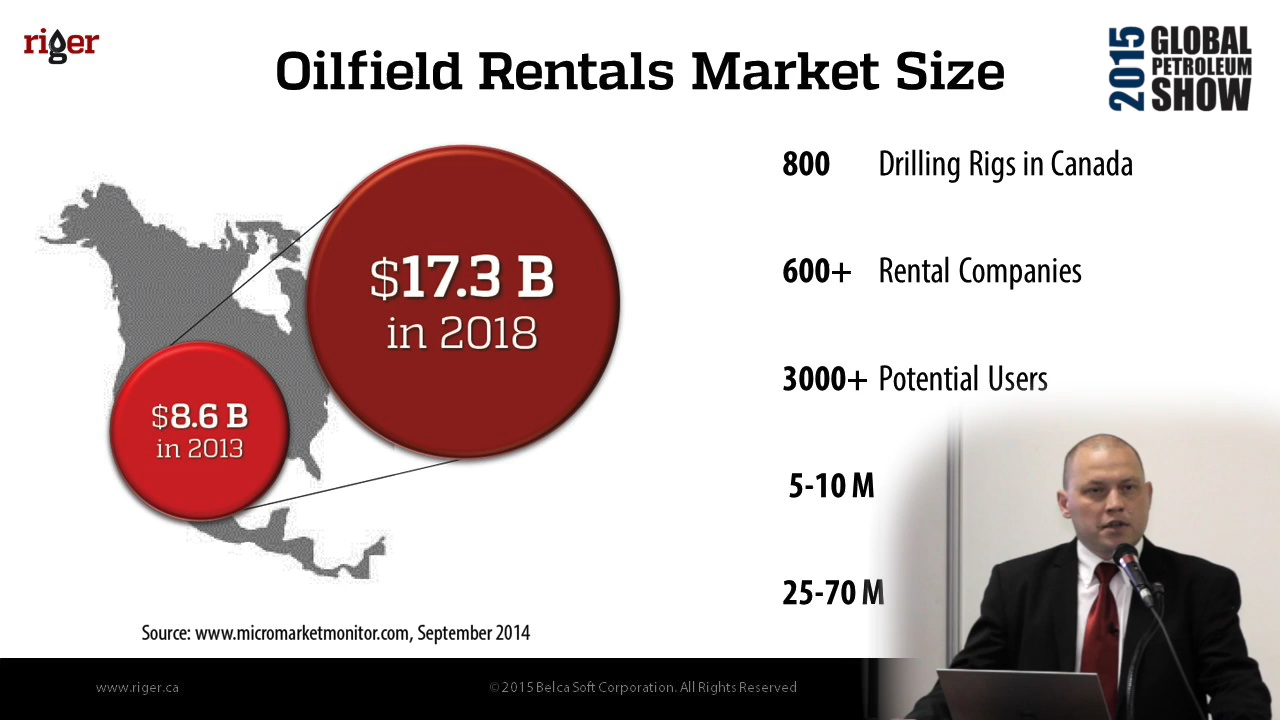 riger
Oilfield Rentals Market Size
2015
GLOBAL
PETROLEUM
SHOW
$17.3 B
in 2018
$8.6 B
in 2013
800 Drilling Rigs in Canada
600+ Rental Companies
3000+ Potential Users
5-10 M
25-70 M
Source: www.micromarketmonitor.com, September 2014
www.riger.ca
© 2015 Belca Soft Corporation. All Rights Reserved